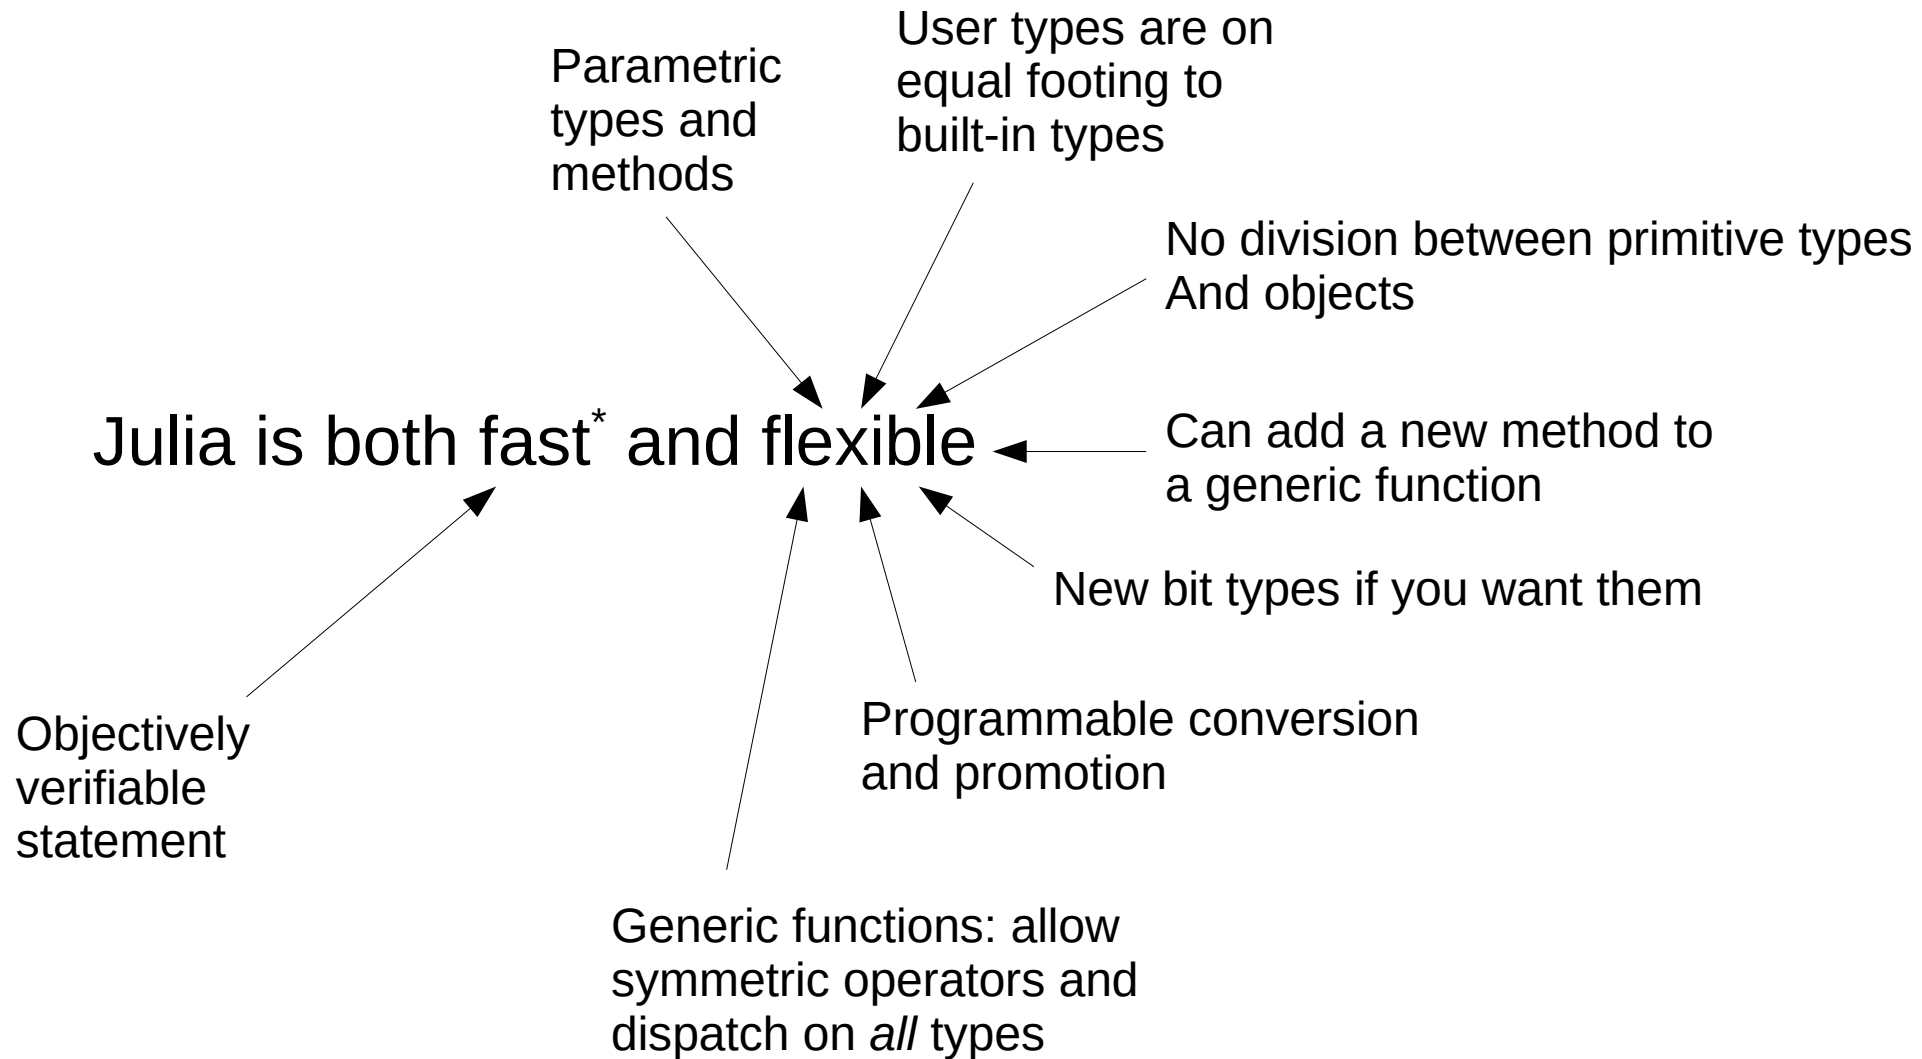 Parametric
types and
methods
User types are on
equal footing to
built-in types
No division between primitive types
And objects
Julia is both fast* and flexible
Can add a new method to
a generic function
New bit types if you want them
Objectively
verifiable
statement
Programmable conversion
and promotion
Generic functions: allow
symmetric operators and
dispatch on all types